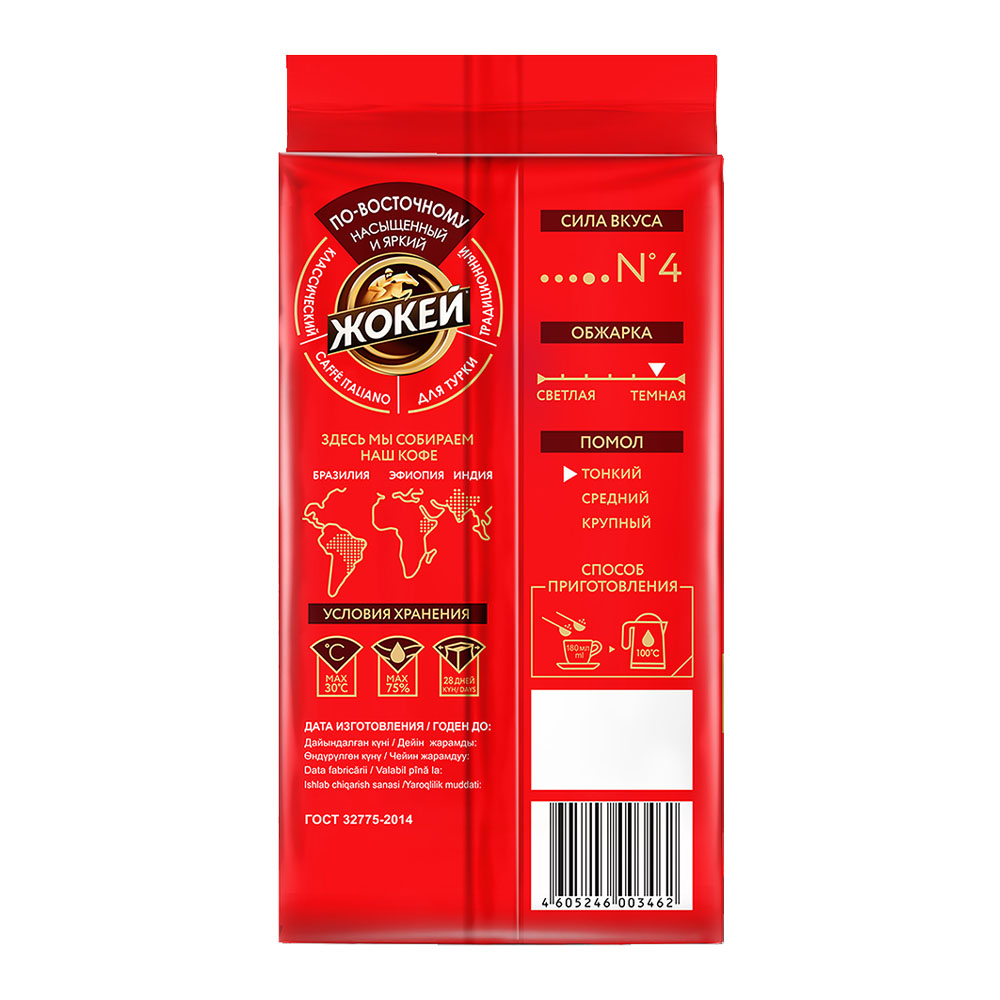 ПО-ВОСТОЧНОМУ
НАСЫЩЕННЫЙ
И ЯРКИЙ
КЛАССИЧЕСКИЙ
ТРАДИЦИОННЫЙ
ЖОКЕЙ
CAFFÈ ITALIANO
ДЛЯ ТУРКИ
ЗДЕСЬ МЫ СОБИРАЕМ
НАШ КОФЕ
БРАЗИЛИЯ ЭФИОПИЯ ИНДИЯ
УСЛОВИЯ ХРАНЕНИЯ
°C
MAX
30°C
MAX
75%
28 ДНЕЙ
КҮН/DAYS
ДАТА ИЗГОТОВЛЕНИЯ / ГОДЕН ДО:
Дайындалған күні / Дейін жарамды:
Өндүрүлгөн күнү / Чейин жарамдуу:
Data fabricării / Valabil pînă la:
Ishlab chiqarish sanasi /Yaroqlilik muddati:
ГОСТ 32775-2014
СИЛА ВКУСА
N°4
ОБЖАРКА
СВЕТЛАЯ ТЕМНАЯ
ПОМОЛ
ТОНКИЙ
СРЕДНИЙ
КРУПНЫЙ
СПОСОБ
ПРИГОТОВЛЕНИЯ
180 МЛ
ml
100°C
4 605246 003462